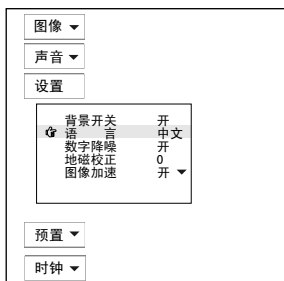 图像
声音
设置
背景开关 开
语言 中文
数字降噪 开
地磁校正 0
图像加速 开
预置
时钟